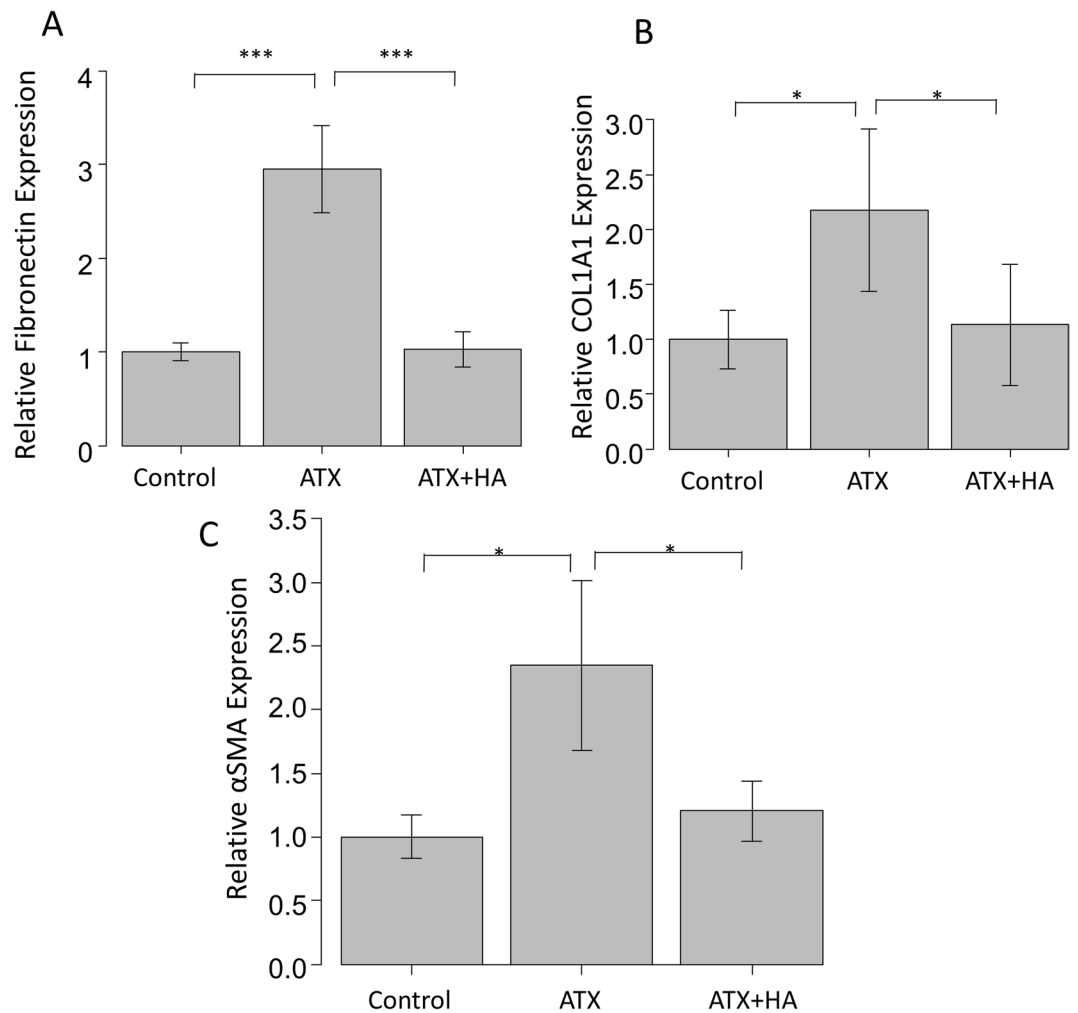 A
Relative Fibronectin Expression
4
3
2
1
0
***
***
Control
ATX
ATX+HA
B
Relative COL1A1 Expression
3.0
2.5
2.0
1.5
1.0
0.5
0.0
*
*
Control
ATX
ATX+HA
C
Relative αSMA Expression
3.5
3.0
2.5
2.0
1.5
1.0
0.5
0.0
*
*
Control
ATX
ATX+HA